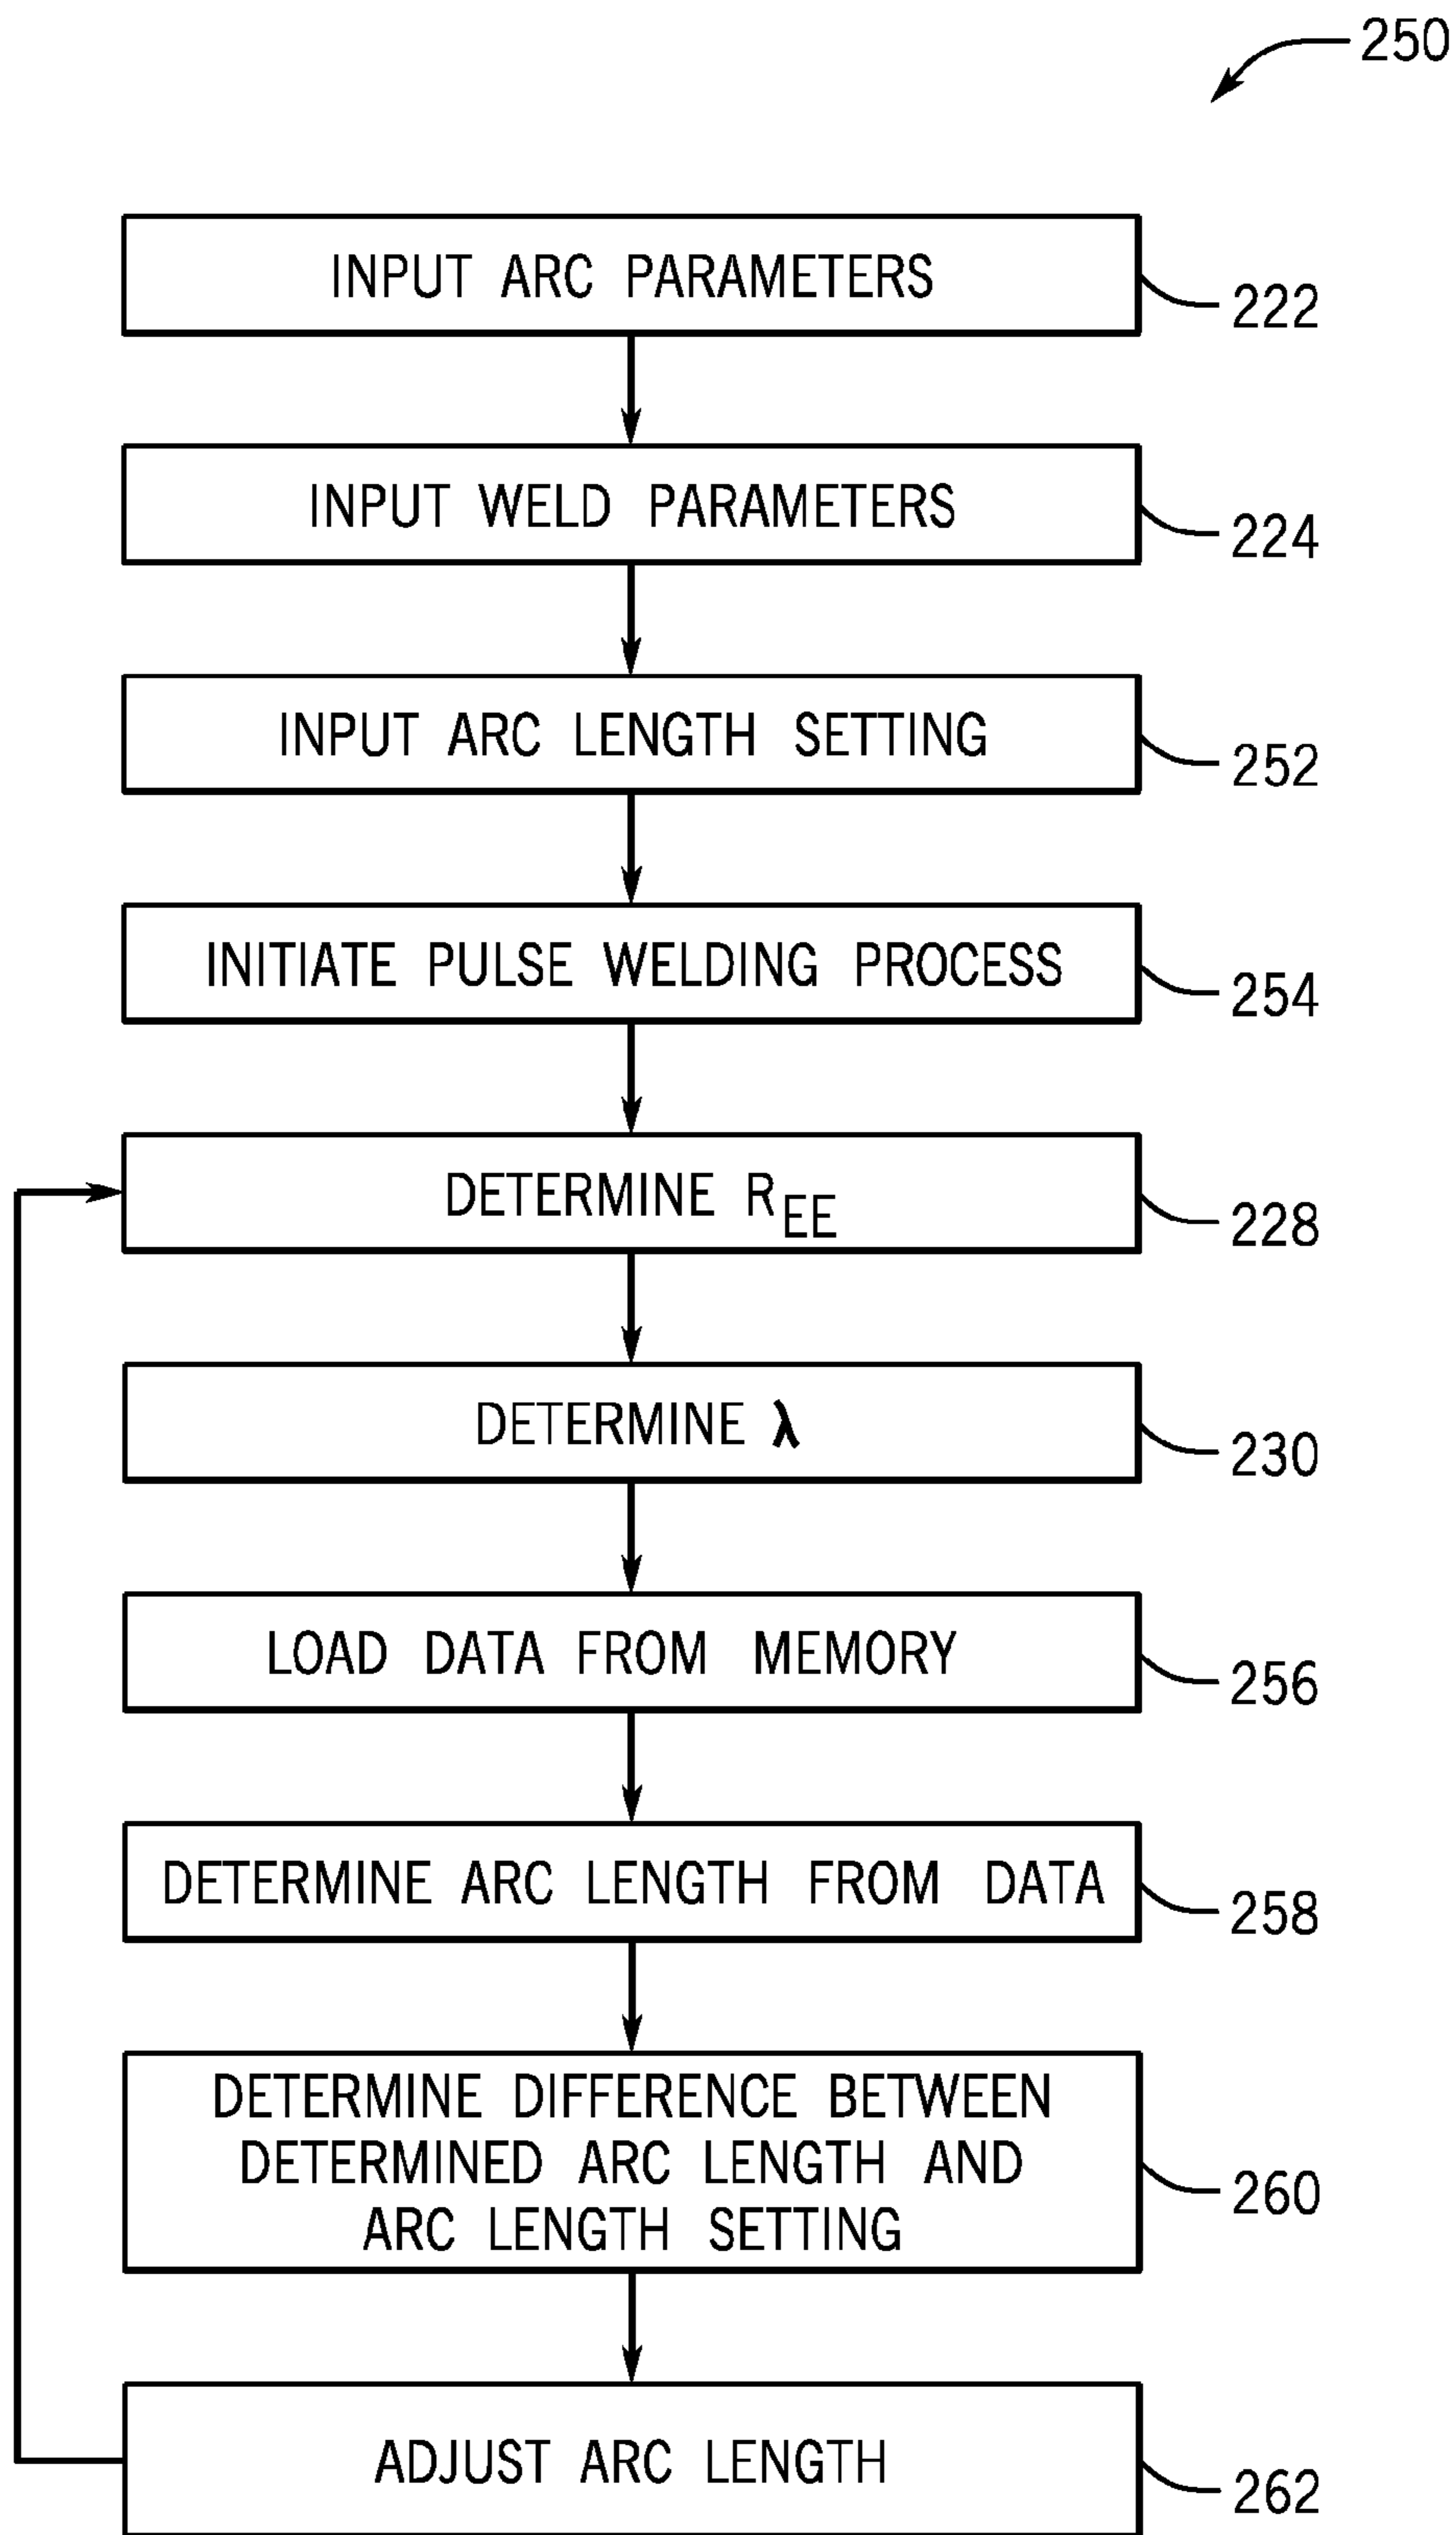 250
INPUT ARC PARAMETERS
222
INPUT WELD PARAMETERS
224
INPUT ARC LENGTH SETTING
252
INITIATE PULSE WELDING PROCESS
254
DETERMINE R_EE
228
DETERMINE λ
230
LOAD DATA FROM MEMORY
256
DETERMINE ARC LENGTH FROM DATA
258
DETERMINE DIFFERENCE BETWEEN
DETERMINED ARC LENGTH AND
ARC LENGTH SETTING
260
ADJUST ARC LENGTH
262